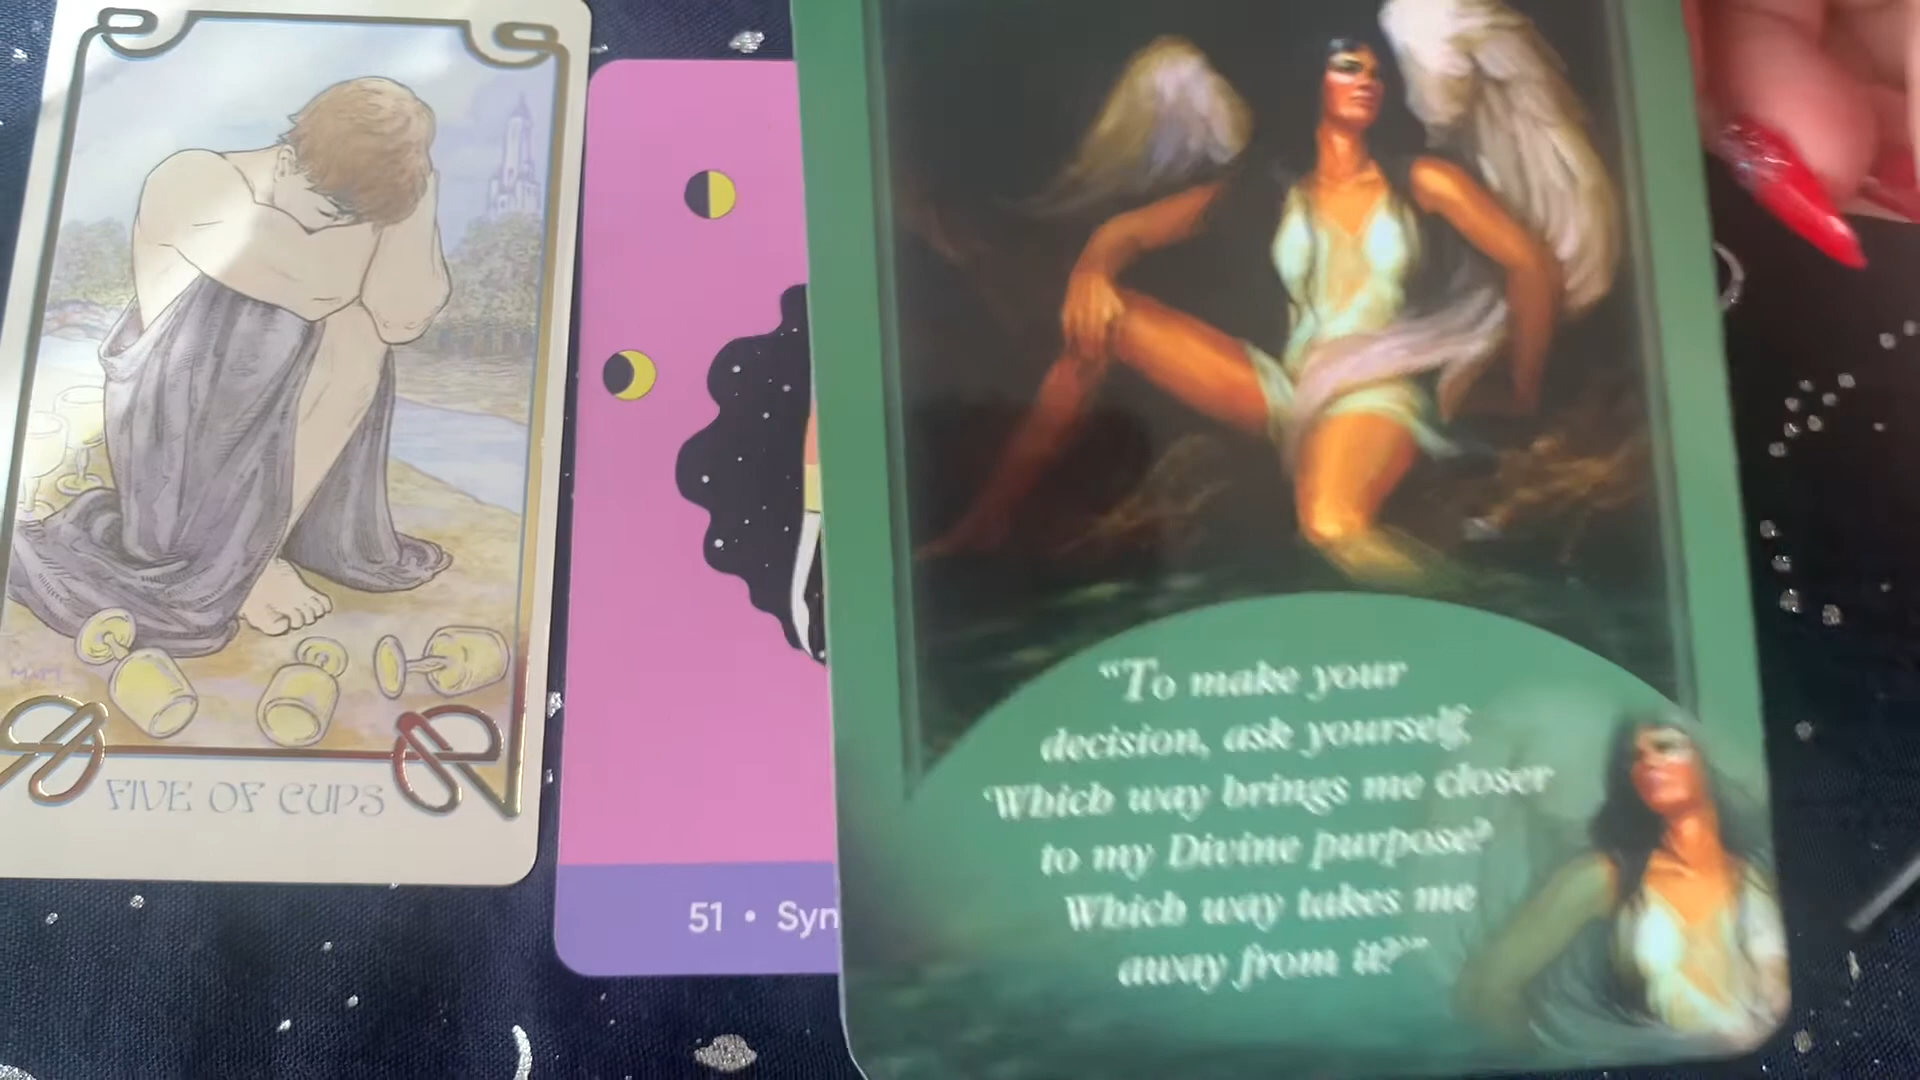 MAPI
FIVE OF CUPS
51 • Syn
“To make your
decision, ask yourself,
‘Which way brings me closer
to my Divine purpose?
Which way takes me
away from it?’”